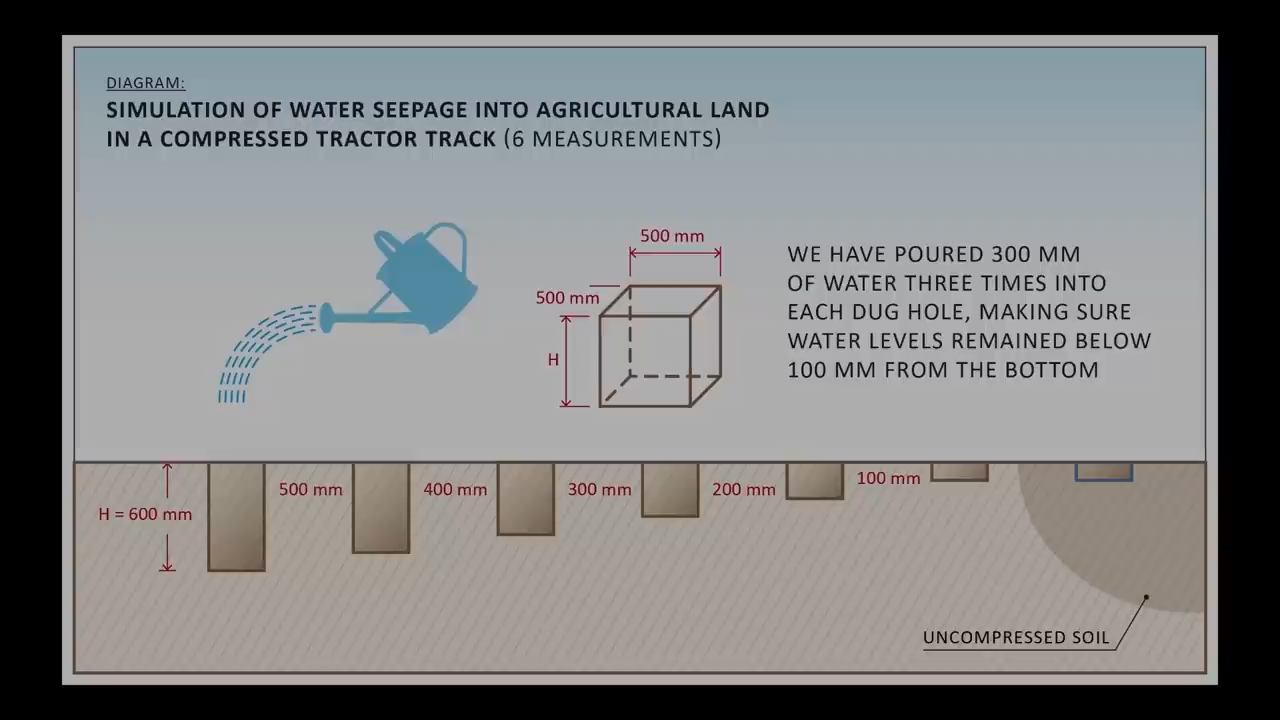 DIAGRAM:
SIMULATION OF WATER SEEPAGE INTO AGRICULTURAL LAND
IN A COMPRESSED TRACTOR TRACK (6 MEASUREMENTS)
500 mm
500 mm
H
WE HAVE POURED 300 MM
OF WATER THREE TIMES INTO
EACH DUG HOLE, MAKING SURE
WATER LEVELS REMAINED BELOW
100 MM FROM THE BOTTOM
H = 600 mm
500 mm
400 mm
300 mm
200 mm
100 mm
UNCOMPRESSED SOIL